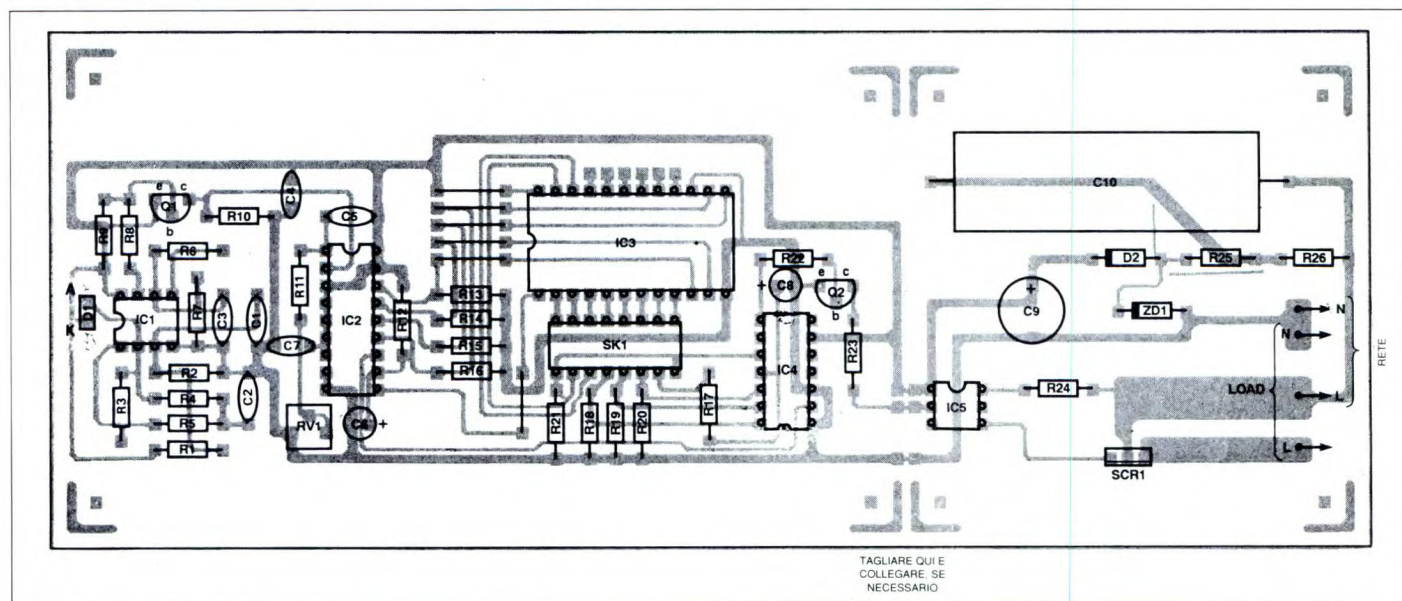 C10
e
c
Q1
C4
R10
C5
R9
R8
b
R6
IC3
R11
R22
e
c
D2
R25
R26
A
D1
K
IC1
R7
C3
C1
IC2
R12
R13
R14
R15
R16
+
C8
Q2
b
+
C9
ZD1
N
N
C7
SK1
IC4
R23
RETE
R2
R4
R5
R1
R3
C2
RV1
C6
+
R21
R18
R19
R20
R17
IC5
R24
LOAD
L
L
SCR1
TAGLIARE QUI E
COLLEGARE, SE
NECESSARIO